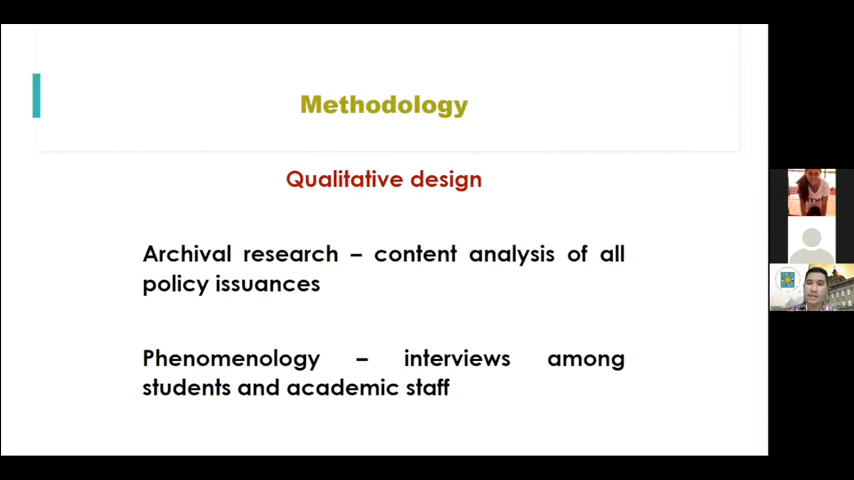 Methodology
Qualitative design
Archival research – content analysis of all
policy issuances
Phenomenology – interviews among
students and academic staff